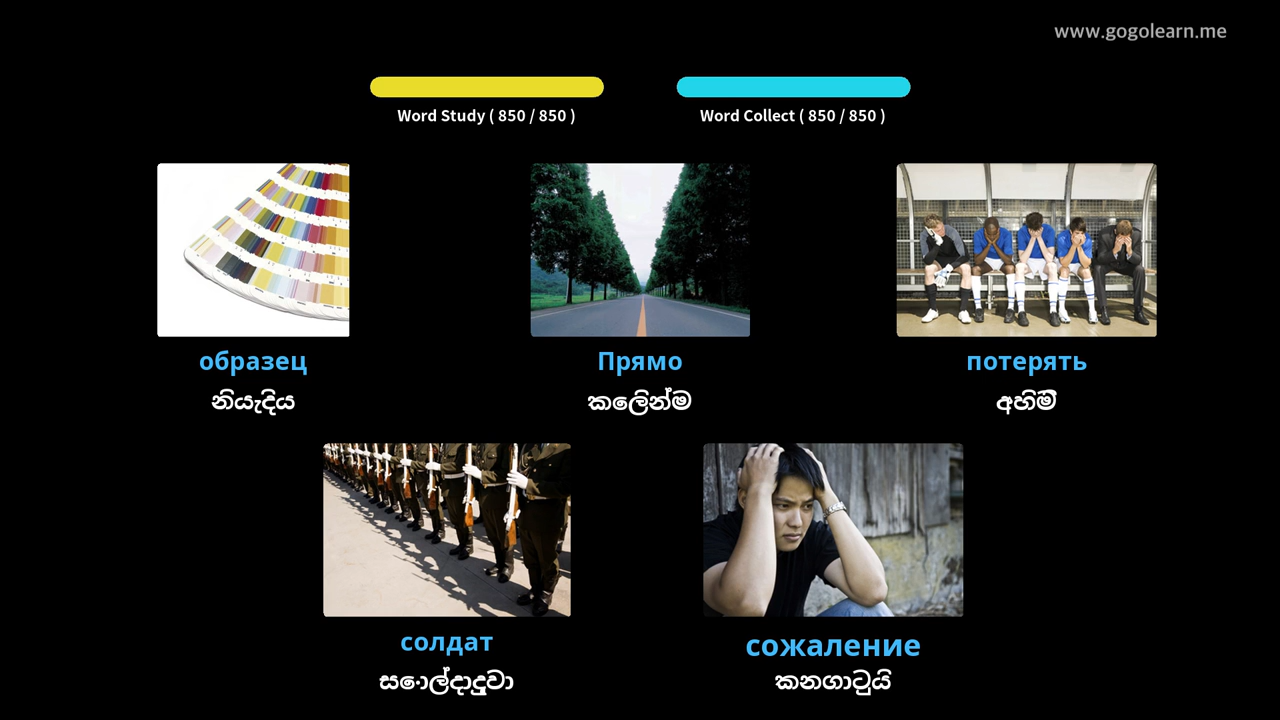 www.gogolearn.me
Word Study ( 850 / 850 )
Word Collect ( 850 / 850 )
образец
නියැදිය
Прямо
කලෙින්ම
потерять
අහිමි
солдат
සොල්දාදුවා
сожаление
කනගාටුයි